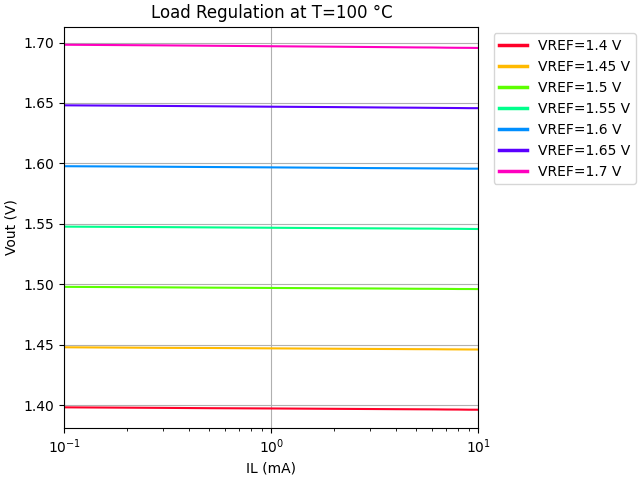 Load Regulation at T=100 °C
Vout (V)
1.70
1.65
1.60
1.55
1.50
1.45
1.40
10⁻¹
10⁰
10¹
IL (mA)
VREF=1.4 V
VREF=1.45 V
VREF=1.5 V
VREF=1.55 V
VREF=1.6 V
VREF=1.65 V
VREF=1.7 V